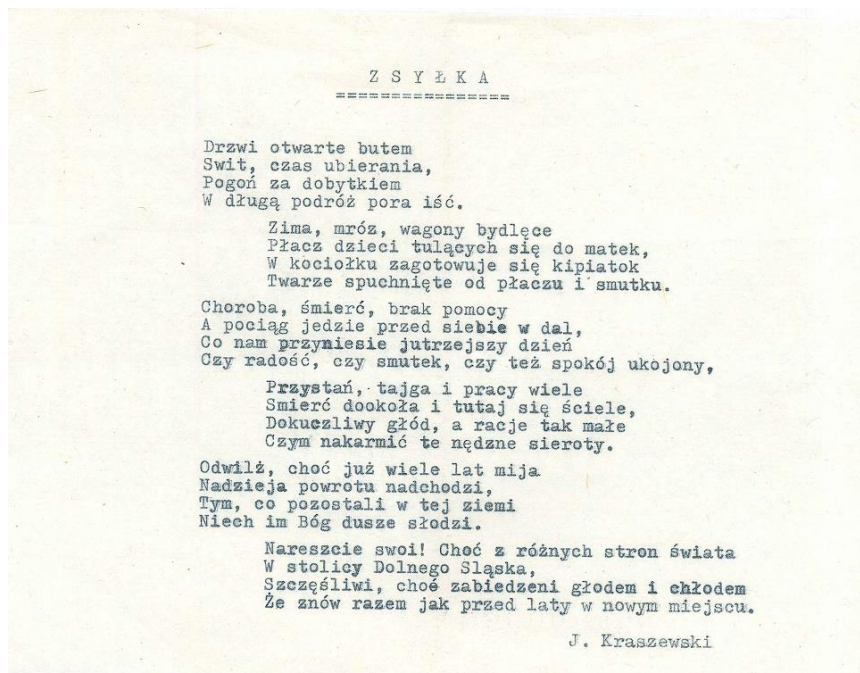 Z S Y Ł K A
================
Drzwi otwarte butem
Swit, czas ubierania,
Pogoń za dobytkiem
W długą podróż pora iść.
Zima, mróz, wagony bydlęce
Płacz dzieci tulących się do matek,
W kociołku zagotowuje się kipiatok
Twarze spuchnięte od płaczu i smutku.
Choroba, śmierć, brak pomocy
A pociąg jedzie przed siebie w dal,
Co nam przyniesie jutrzejszy dzień
Czy radość, czy smutek, czy też spokój ukojony,
Przystań, tajga i pracy wiele
Smierć dookoła i tutaj się ściele,
Dokuczliwy głód, a racje tak małe
Czym nakarmić te nędzne sieroty.
Odwilż, choć już wiele lat mija
Nadzieja powrotu nadchodzi,
Tym, co pozostali w tej ziemi
Niech im Bóg dusze słodzi.
Nareszcie swoi! Choć z różnych stron świata
W stolicy Dolnego Sląska,
Szczęśliwi, choć zabiedzeni głodem i chłodem
Że znów razem jak przed laty w nowym miejscu.
J. Kraszewski